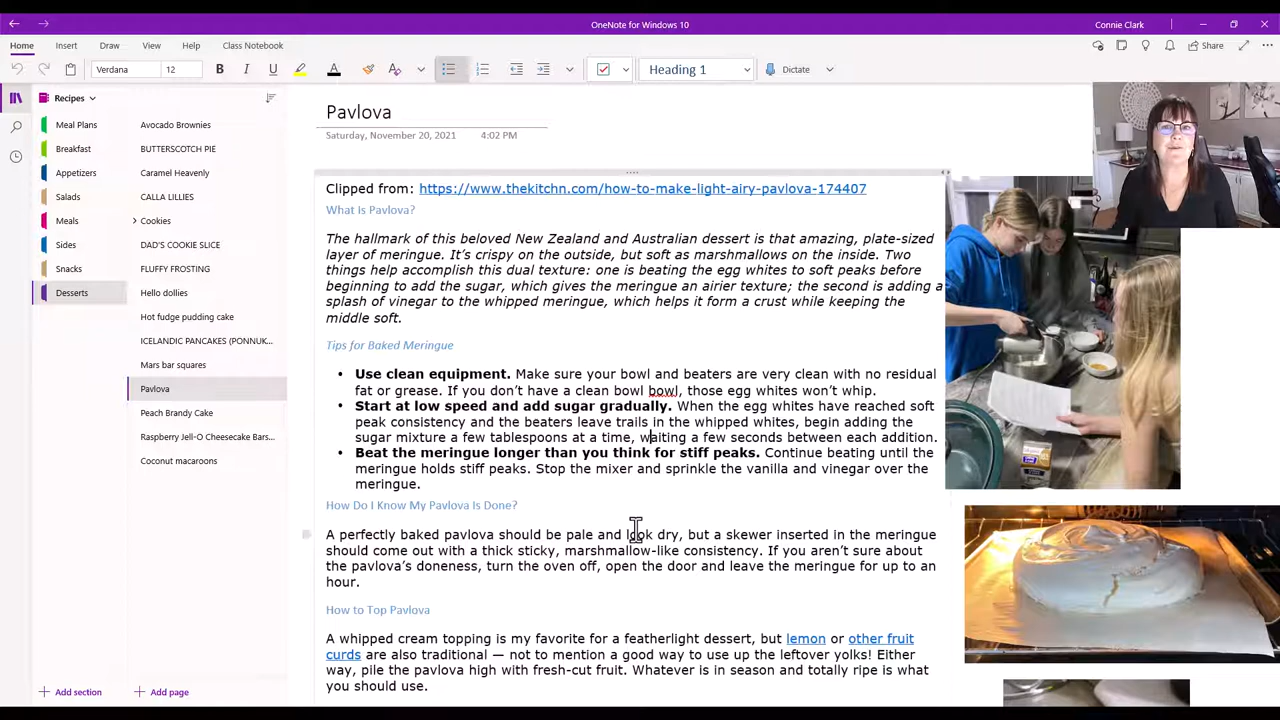 OneNote for Windows 10
Connie Clark
Home Insert Draw View Help Class Notebook
Share
Verdana 12 B I U A Heading 1 Dictate
Recipes
Meal Plans
Breakfast
Appetizers
Salads
Meals
Sides
Snacks
Desserts
Avocado Brownies
BUTTERSCOTCH PIE
Caramel Heavenly
CALLA LILLIES
Cookies
DAD'S COOKIE SLICE
FLUFFY FROSTING
Hello dollies
Hot fudge pudding cake
ICELANDIC PANCAKES (PONNUK...
Mars bar squares
Pavlova
Peach Brandy Cake
Raspberry Jell-O Cheesecake Bars...
Coconut macaroons
Add section
Add page
Pavlova
Saturday, November 20, 2021 4:02 PM
Clipped from: https://www.thekitchn.com/how-to-make-light-airy-pavlova-174407
What Is Pavlova?
The hallmark of this beloved New Zealand and Australian dessert is that amazing, plate-sized
layer of meringue. It's crispy on the outside, but soft as marshmallows on the inside. Two
things help accomplish this dual texture: one is beating the egg whites to soft peaks before
beginning to add the sugar, which gives the meringue an airier texture; the second is adding a
splash of vinegar to the whipped meringue, which helps it form a crust while keeping the
middle soft.
Tips for Baked Meringue
• Use clean equipment. Make sure your bowl and beaters are very clean with no residual
fat or grease. If you don't have a clean bowl bowl, those egg whites won't whip.
• Start at low speed and add sugar gradually. When the egg whites have reached soft
peak consistency and the beaters leave trails in the whipped whites, begin adding the
sugar mixture a few tablespoons at a time, waiting a few seconds between each addition.
• Beat the meringue longer than you think for stiff peaks. Continue beating until the
meringue holds stiff peaks. Stop the mixer and sprinkle the vanilla and vinegar over the
meringue.
How Do I Know My Pavlova Is Done?
A perfectly baked pavlova should be pale and look dry, but a skewer inserted in the meringue
should come out with a thick sticky, marshmallow-like consistency. If you aren't sure about
the pavlova's doneness, turn the oven off, open the door and leave the meringue for up to an
hour.
How to Top Pavlova
A whipped cream topping is my favorite for a featherlight dessert, but lemon or other fruit
curds are also traditional — not to mention a good way to use up the leftover yolks! Either
way, pile the pavlova high with fresh-cut fruit. Whatever is in season and totally ripe is what
you should use.